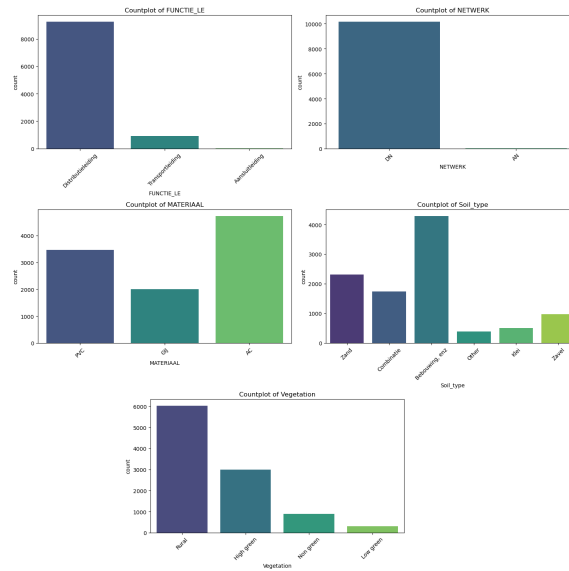 Countplot of FUNCTIE_LE
8000
6000
4000
2000
0
count
Distributieleiding
Transportleiding
Aansluitleiding
FUNCTIE_LE
Countplot of NETWERK
10000
8000
6000
4000
2000
0
count
DN
AN
NETWERK
Countplot of MATERIAAL
4000
3000
2000
1000
0
count
PVC
GIJ
AC
MATERIAAL
Countplot of Soil_type
4000
3000
2000
1000
0
count
Zand
Combinatie
Bebouwing, enz
Other
Klei
Zavel
Soil_type
Countplot of Vegetation
6000
5000
4000
3000
2000
1000
0
count
Rural
High green
Non green
Low green
Vegetation